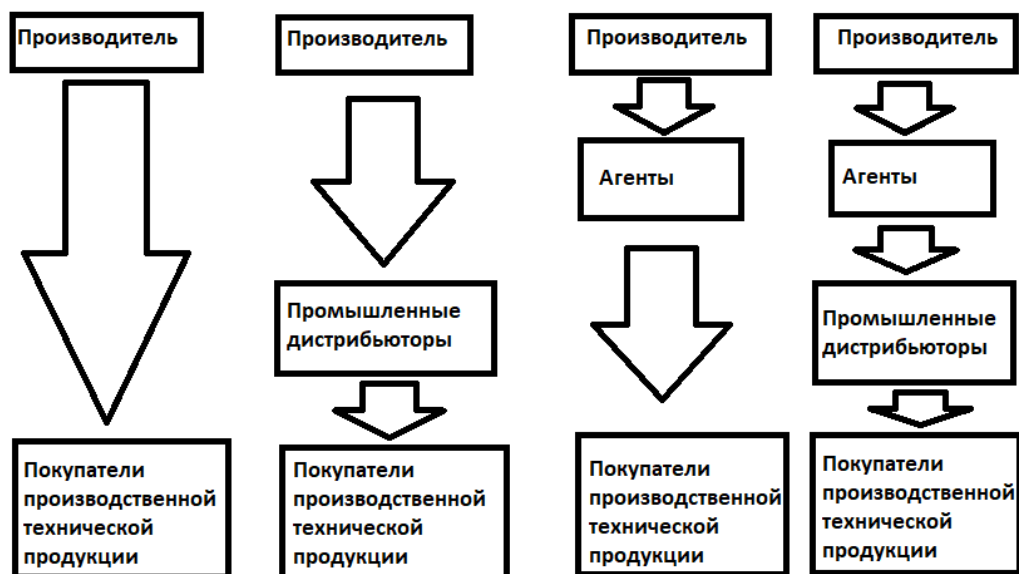 Производитель
Производитель
Производитель
Производитель
Агенты
Агенты
Промышленные
дистрибьюторы
Промышленные
дистрибьюторы
Покупатели
производственной
технической
продукции
Покупатели
производственной
технической
продукции
Покупатели
производственной
технической
продукции
Покупатели
производственной
технической
продукции